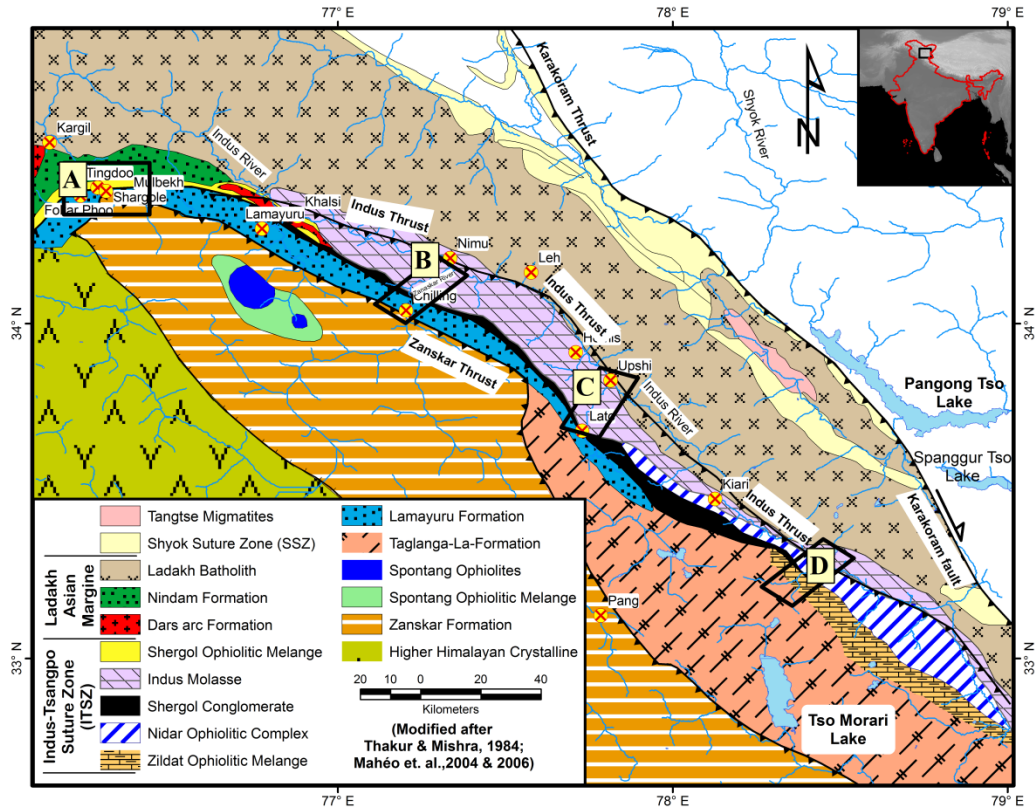 77° E
78° E
79° E
Karakoram Thrust
Shyok River
N
Kargil
Indus River
A
Tingdoo
Mulbekh
Shargole
Fokar Phoo
Khalsi
Lamayuru
Indus Thrust
Nimu
B
Leh
Zanaskar River
Chilling
Indus Thrust
34° N
34° N
Zanskar Thrust
Upshi
C
Indus River
Lato
Pangong Tso
Lake
Spanggur Tso
Lake
Kiari
Indus Thrust
Karakoram fault
D
Pang
33° N
33° N
Tso Morari
Lake
Ladakh
Asian
Margine
Indus-Tsangpo
Suture Zone
(ITSZ)
Tangtse Migmatites
Shyok Suture Zone (SSZ)
Ladakh Batholith
Nindam Formation
Dars arc Formation
Shergol Ophiolitic Melange
Indus Molasse
Shergol Conglomerate
Nidar Ophiolitic Complex
Zildat Ophiolitic Melange
Lamayuru Formation
Taglanga-La-Formation
Spontang Ophiolites
Spontang Ophiolitic Melange
Zanskar Formation
Higher Himalayan Crystalline
20 10 0 20 40
Kilometers
(Modified after
Thakur & Mishra, 1984;
Mahéo et. al.,2004 & 2006)
77° E
78° E
79° E